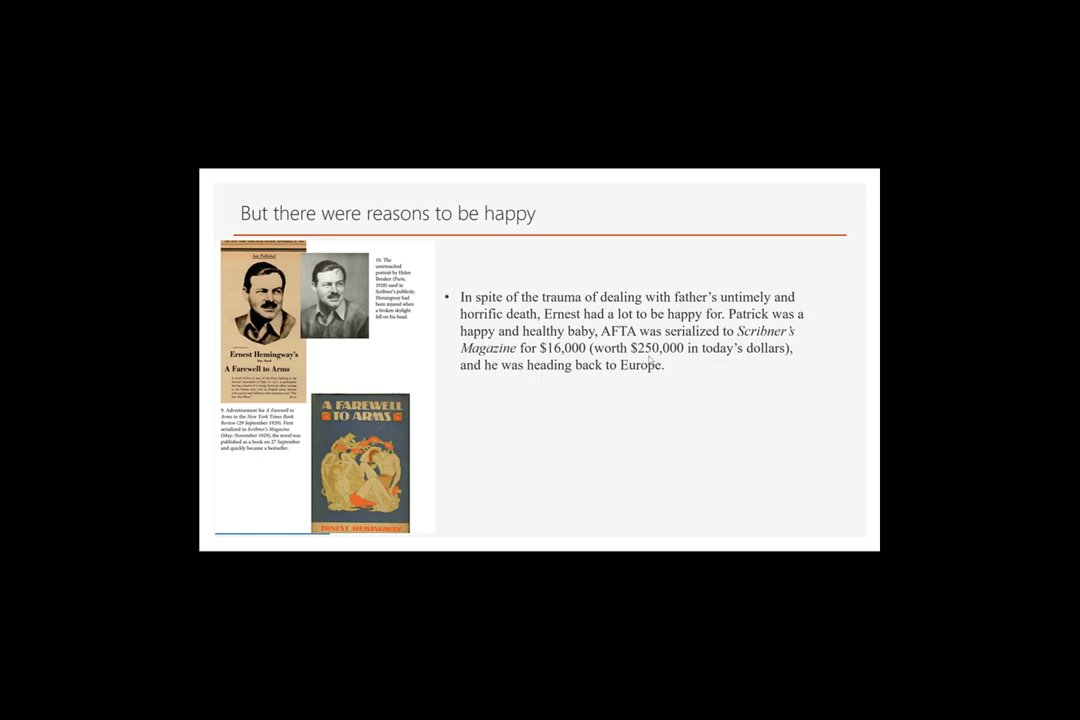 But there were reasons to be happy
Just Published
Ernest Hemingway's
New Novel
A Farewell to Arms
9. Advertisement for A Farewell to
Arms in the New York Times Book
Review (29 September 1929). First
serialized in Scribner's Magazine
(May–November 1929), the novel was
published as a book on 27 September
and quickly became a bestseller.
10. The
unretouched
portrait by Helen
Breaker (Paris,
1928) used in
Scribner's publicity.
Hemingway had
been injured when
a broken skylight
fell on his head.
A FAREWELL
TO ARMS
ERNEST HEMINGWAY
• In spite of the trauma of dealing with father's untimely and
horrific death, Ernest had a lot to be happy for. Patrick was a
happy and healthy baby, AFTA was serialized to Scribner's
Magazine for $16,000 (worth $250,000 in today's dollars),
and he was heading back to Europe.